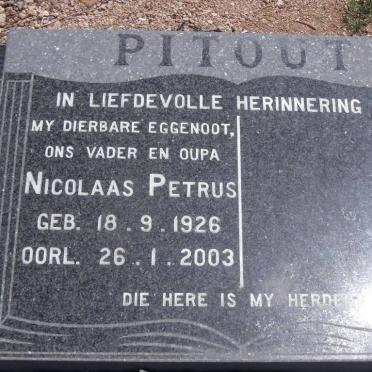 PITOUT
IN LIEFDEVOLLE HERINNERING
MY DIERBARE EGGENOOT,
ONS VADER EN OUPA
NICOLAAS PETRUS
GEB. 18.9.1926
OORL. 26.1.2003
DIE HERE IS MY